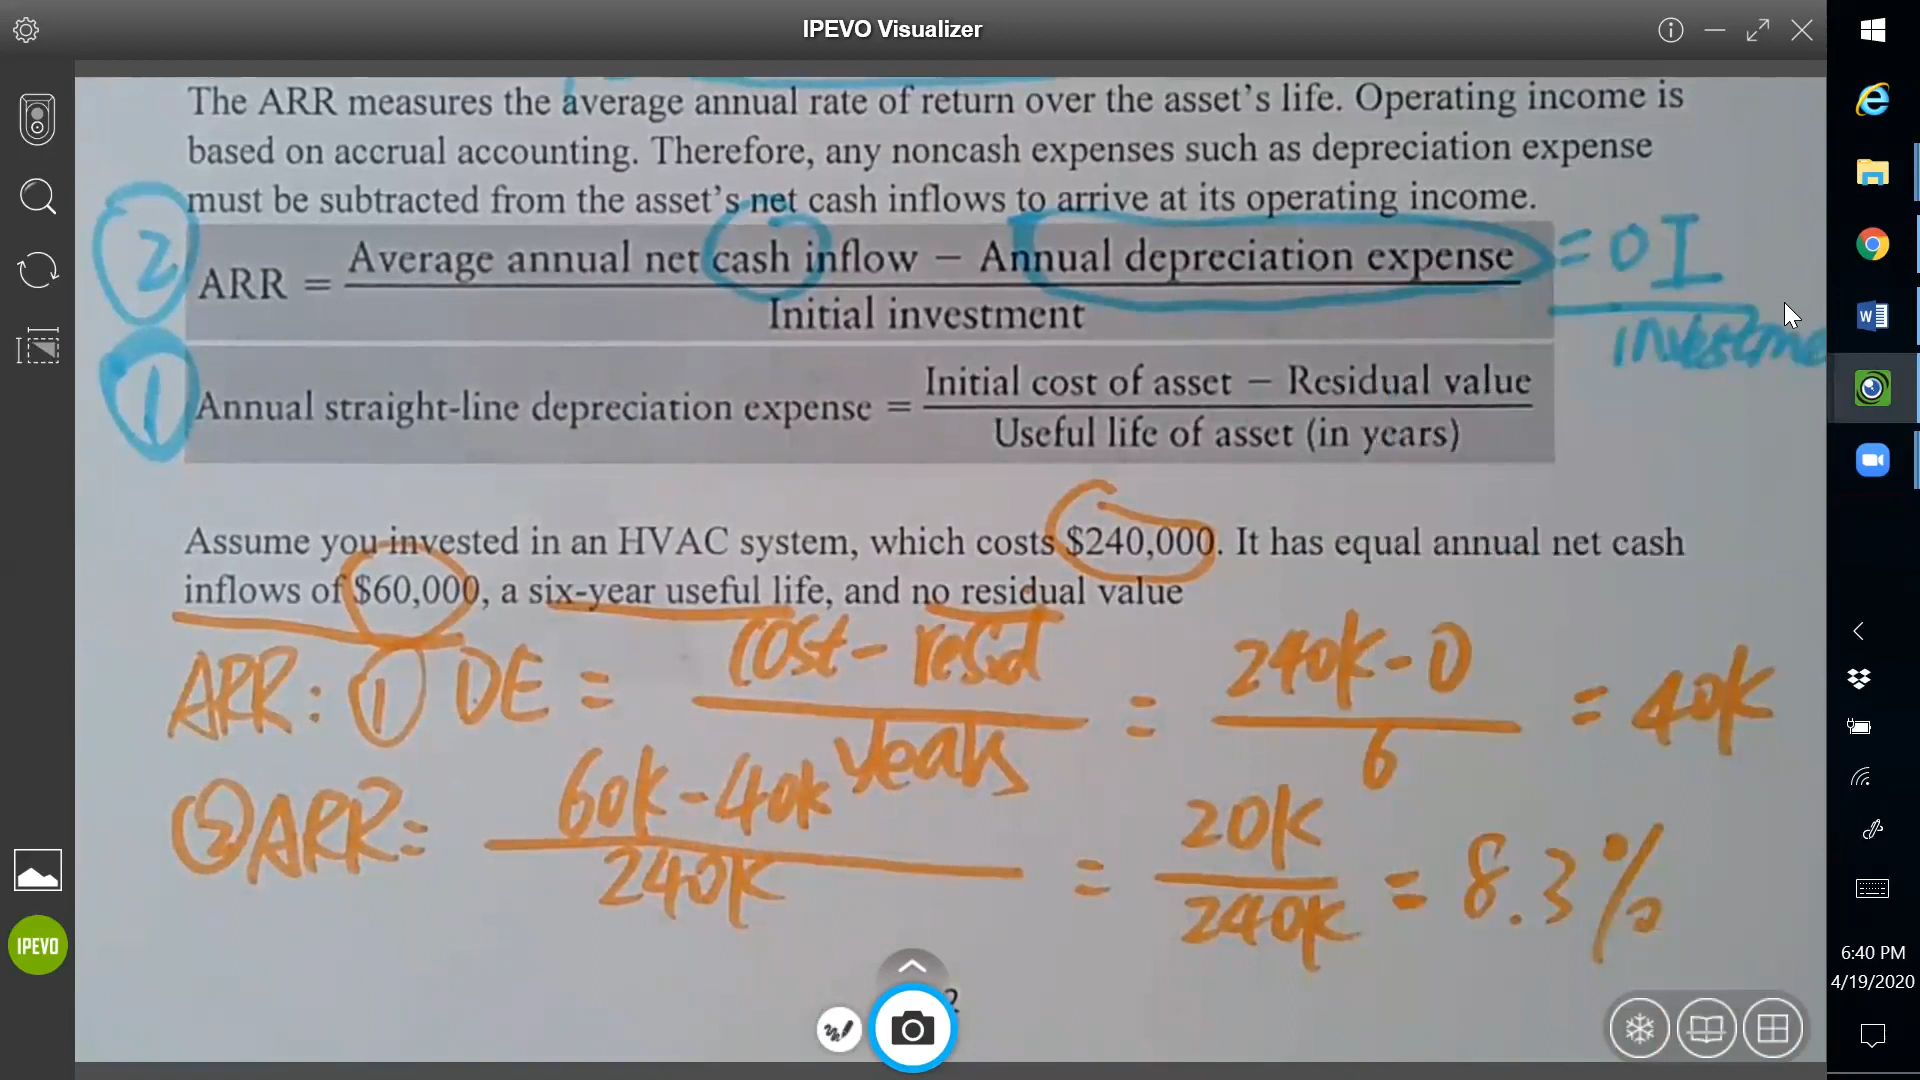 IPEVO Visualizer
The ARR measures the average annual rate of return over the asset's life. Operating income is
based on accrual accounting. Therefore, any noncash expenses such as depreciation expense
must be subtracted from the asset's net cash inflows to arrive at its operating income.
2
ARR = Average annual net cash inflow − Annual depreciation expense
Initial investment
= OI
investme
1
Annual straight-line depreciation expense = Initial cost of asset − Residual value
Useful life of asset (in years)
Assume you invested in an HVAC system, which costs $240,000. It has equal annual net cash
inflows of $60,000, a six-year useful life, and no residual value
ARR: 1 DE = cost - resid
years
= 240K - 0
6
= 40K
2 ARR = 60K - 40K
240K
= 20K
240K
= 8.3%
2
IPEVO
6:40 PM
4/19/2020